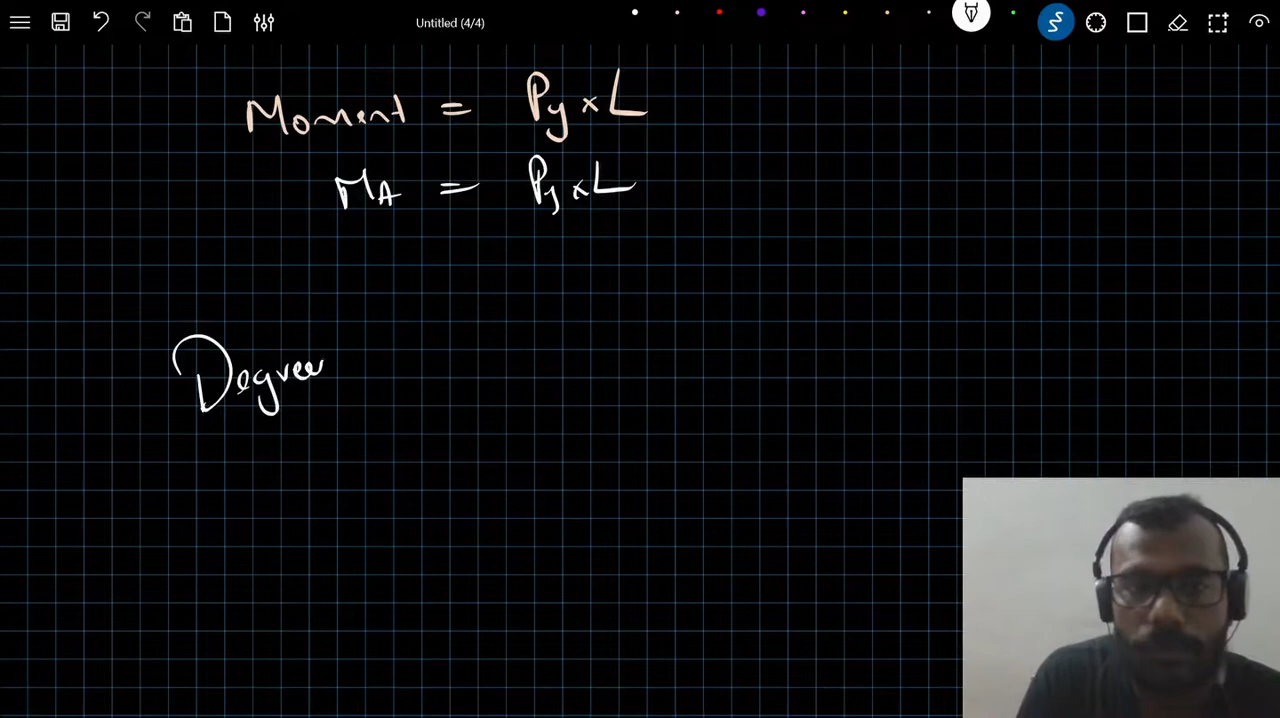 Untitled (4/4)
Moment = Py × L
MA = Py × L
Degree